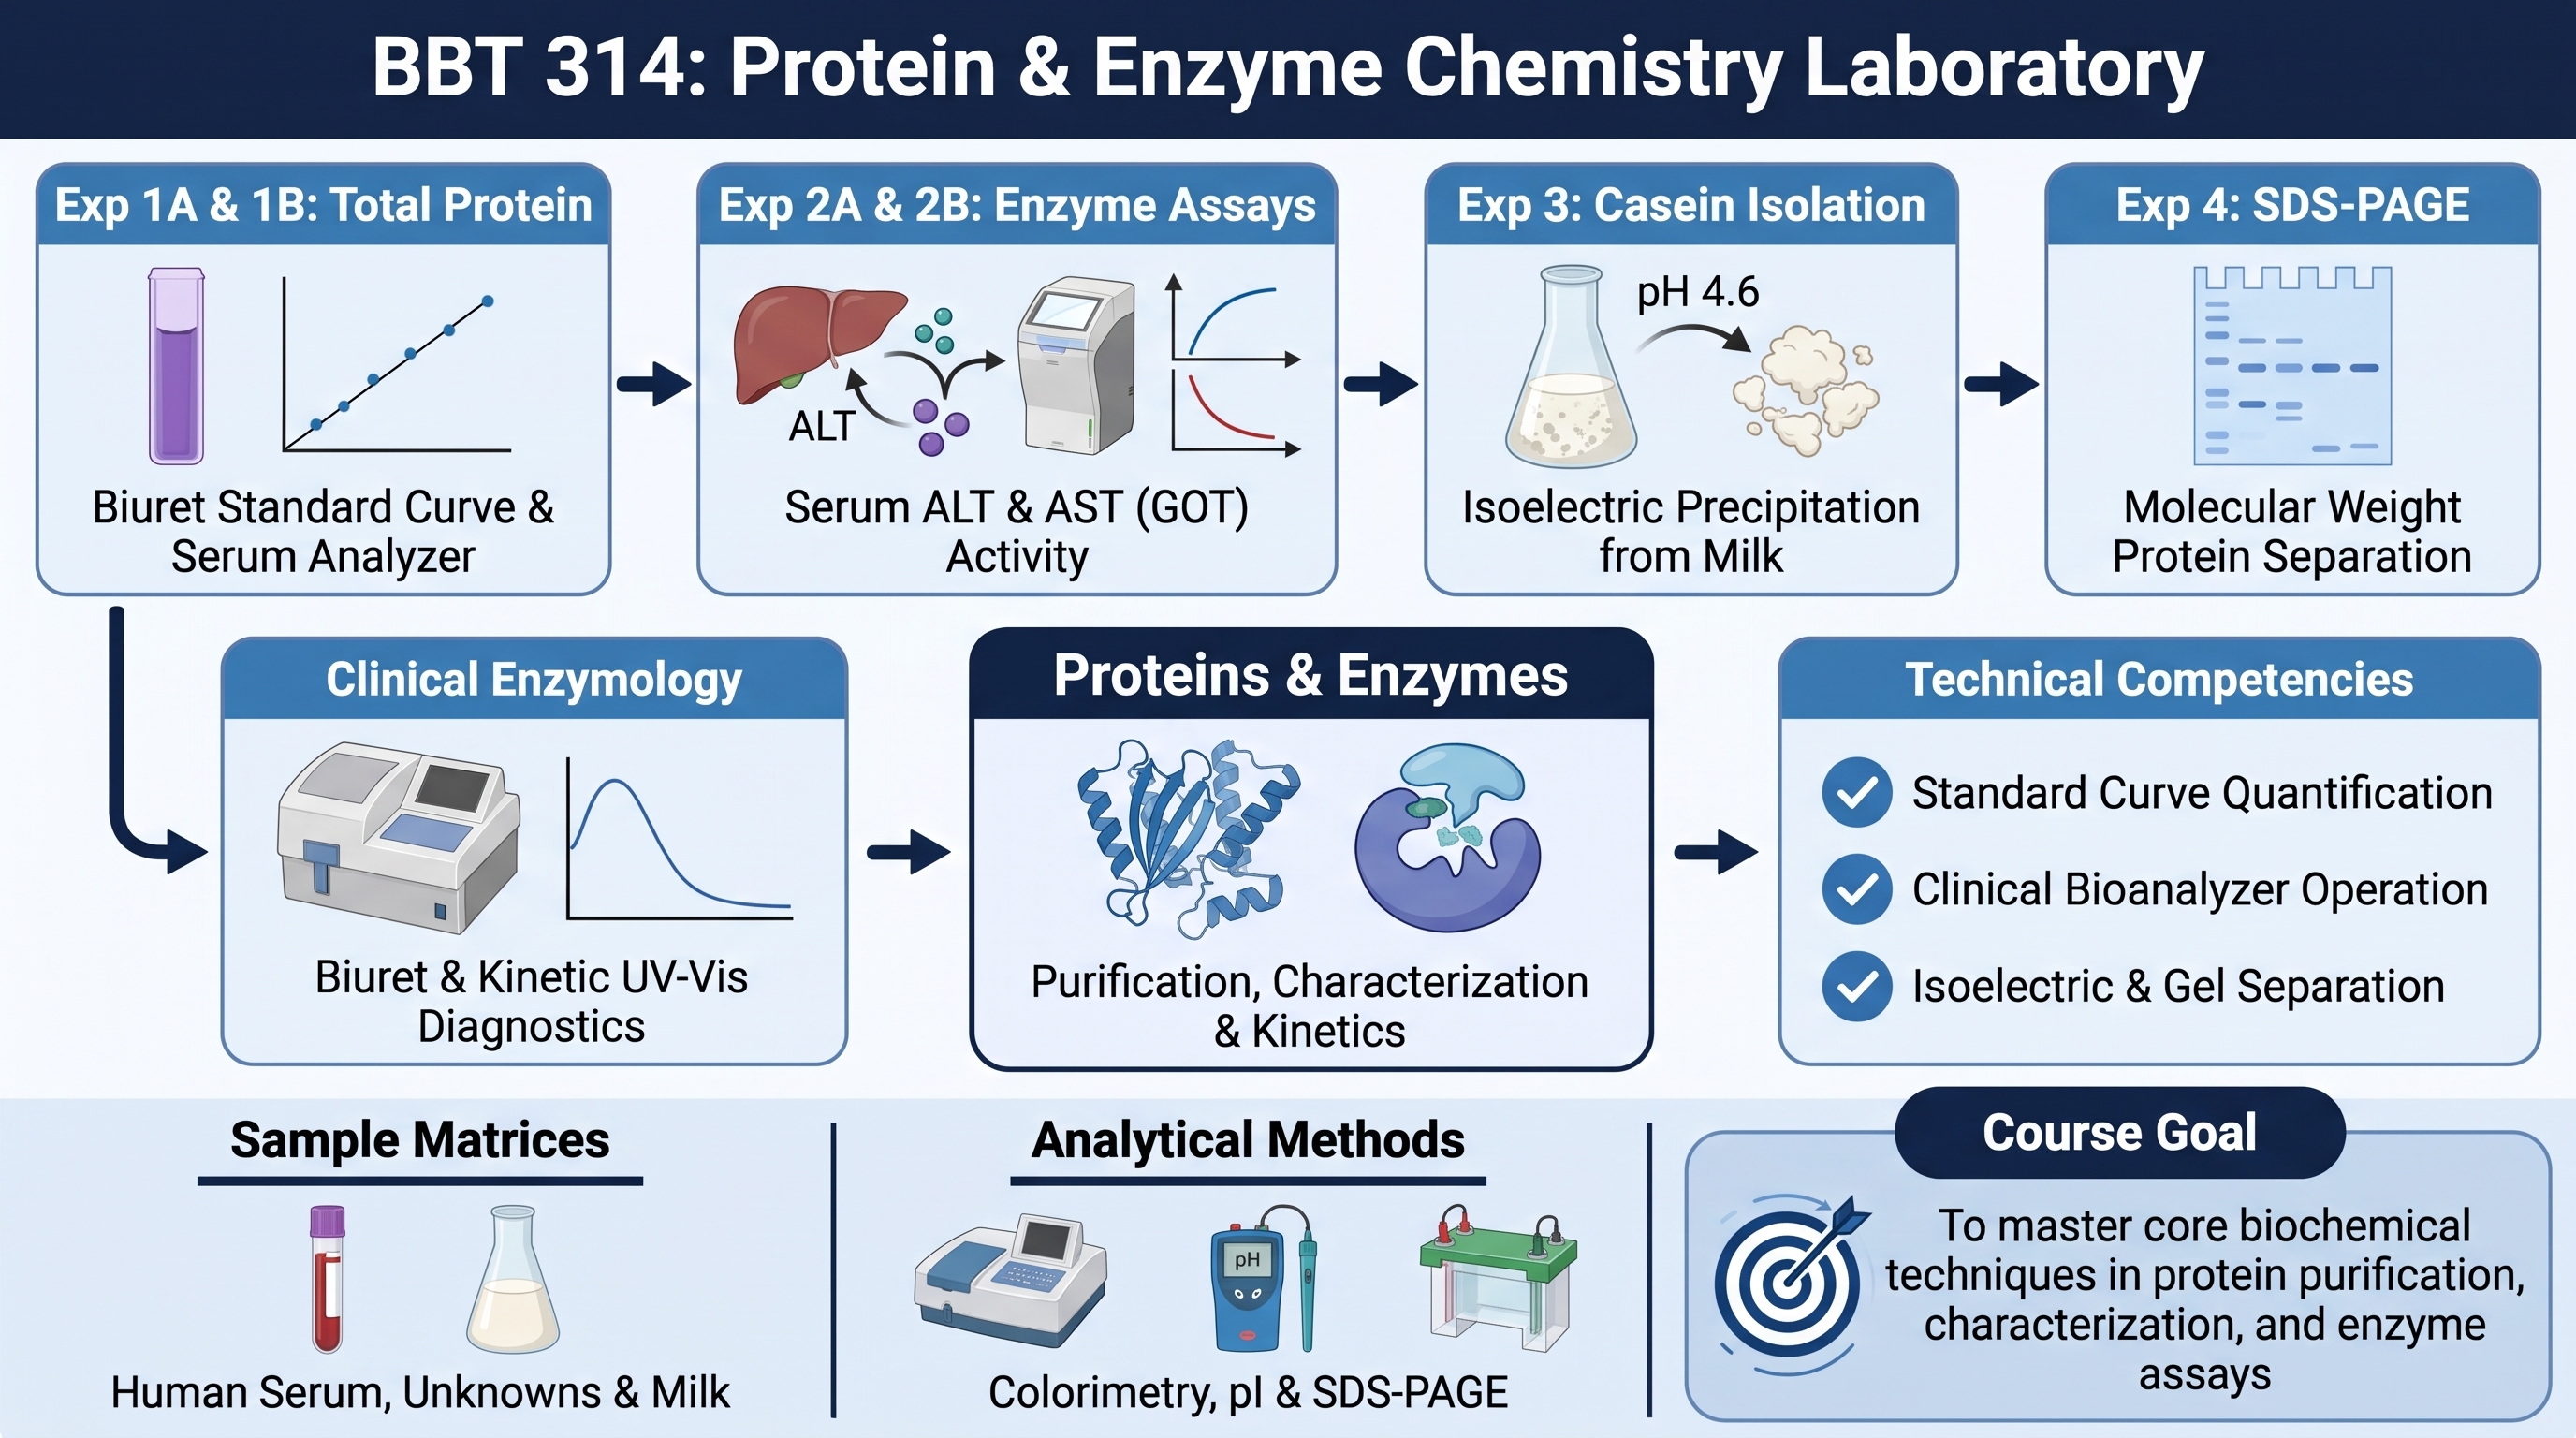 BBT 314: Protein & Enzyme Chemistry Laboratory
Exp 1A & 1B: Total Protein
Biuret Standard Curve &
Serum Analyzer
Exp 2A & 2B: Enzyme Assays
ALT
Serum ALT & AST (GOT)
Activity
Exp 3: Casein Isolation
pH 4.6
Isoelectric Precipitation
from Milk
Exp 4: SDS-PAGE
Molecular Weight
Protein Separation
Clinical Enzymology
Biuret & Kinetic UV-Vis
Diagnostics
Proteins & Enzymes
Purification, Characterization
& Kinetics
Technical Competencies
Standard Curve Quantification
Clinical Bioanalyzer Operation
Isoelectric & Gel Separation
Sample Matrices
Human Serum, Unknowns & Milk
Analytical Methods
pH
Colorimetry, pI & SDS-PAGE
Course Goal
To master core biochemical
techniques in protein purification,
characterization, and enzyme
assays